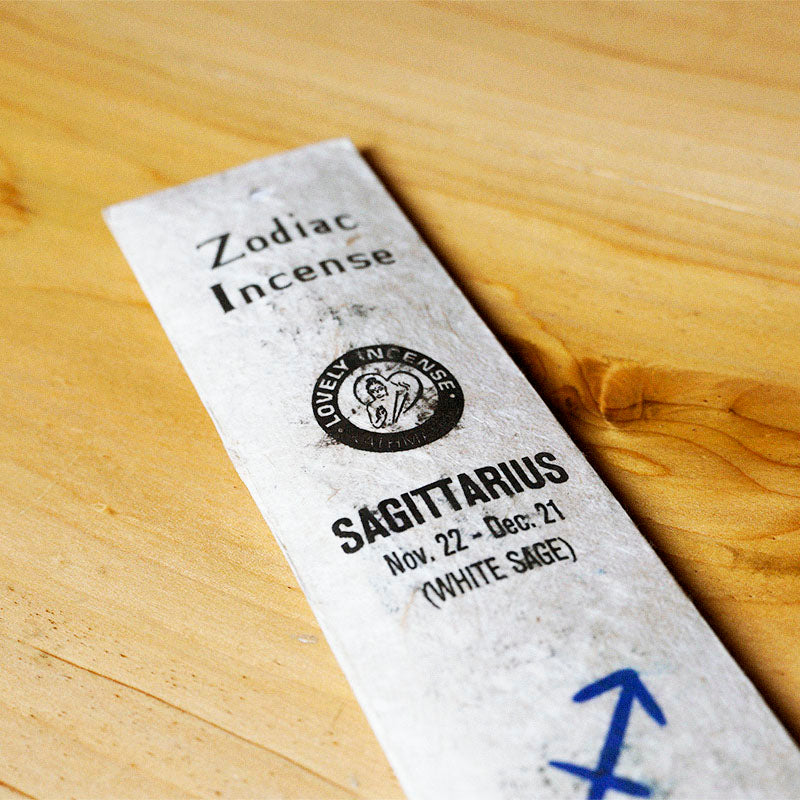 Zodiac
Incense
LOVELY INCENSE
SAGITTARIUS
Nov. 22 - Dec. 21
(WHITE SAGE)